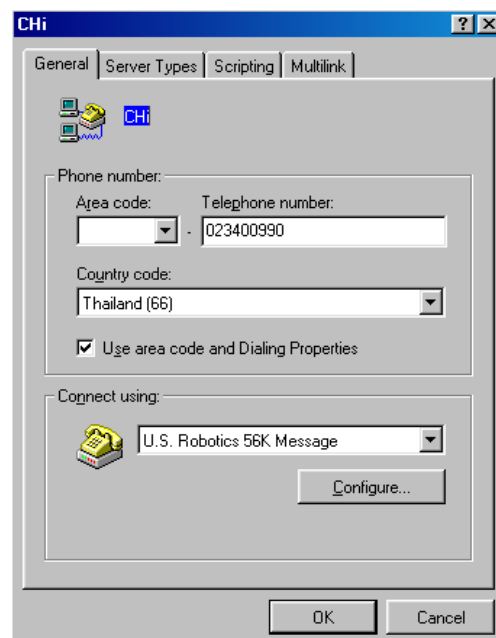 CHi
General Server Types Scripting Multilink
CHi
Phone number:
Area code: Telephone number:
- 023400990
Country code:
Thailand (66)
Use area code and Dialing Properties
Connect using:
U.S. Robotics 56K Message
Configure...
OK Cancel